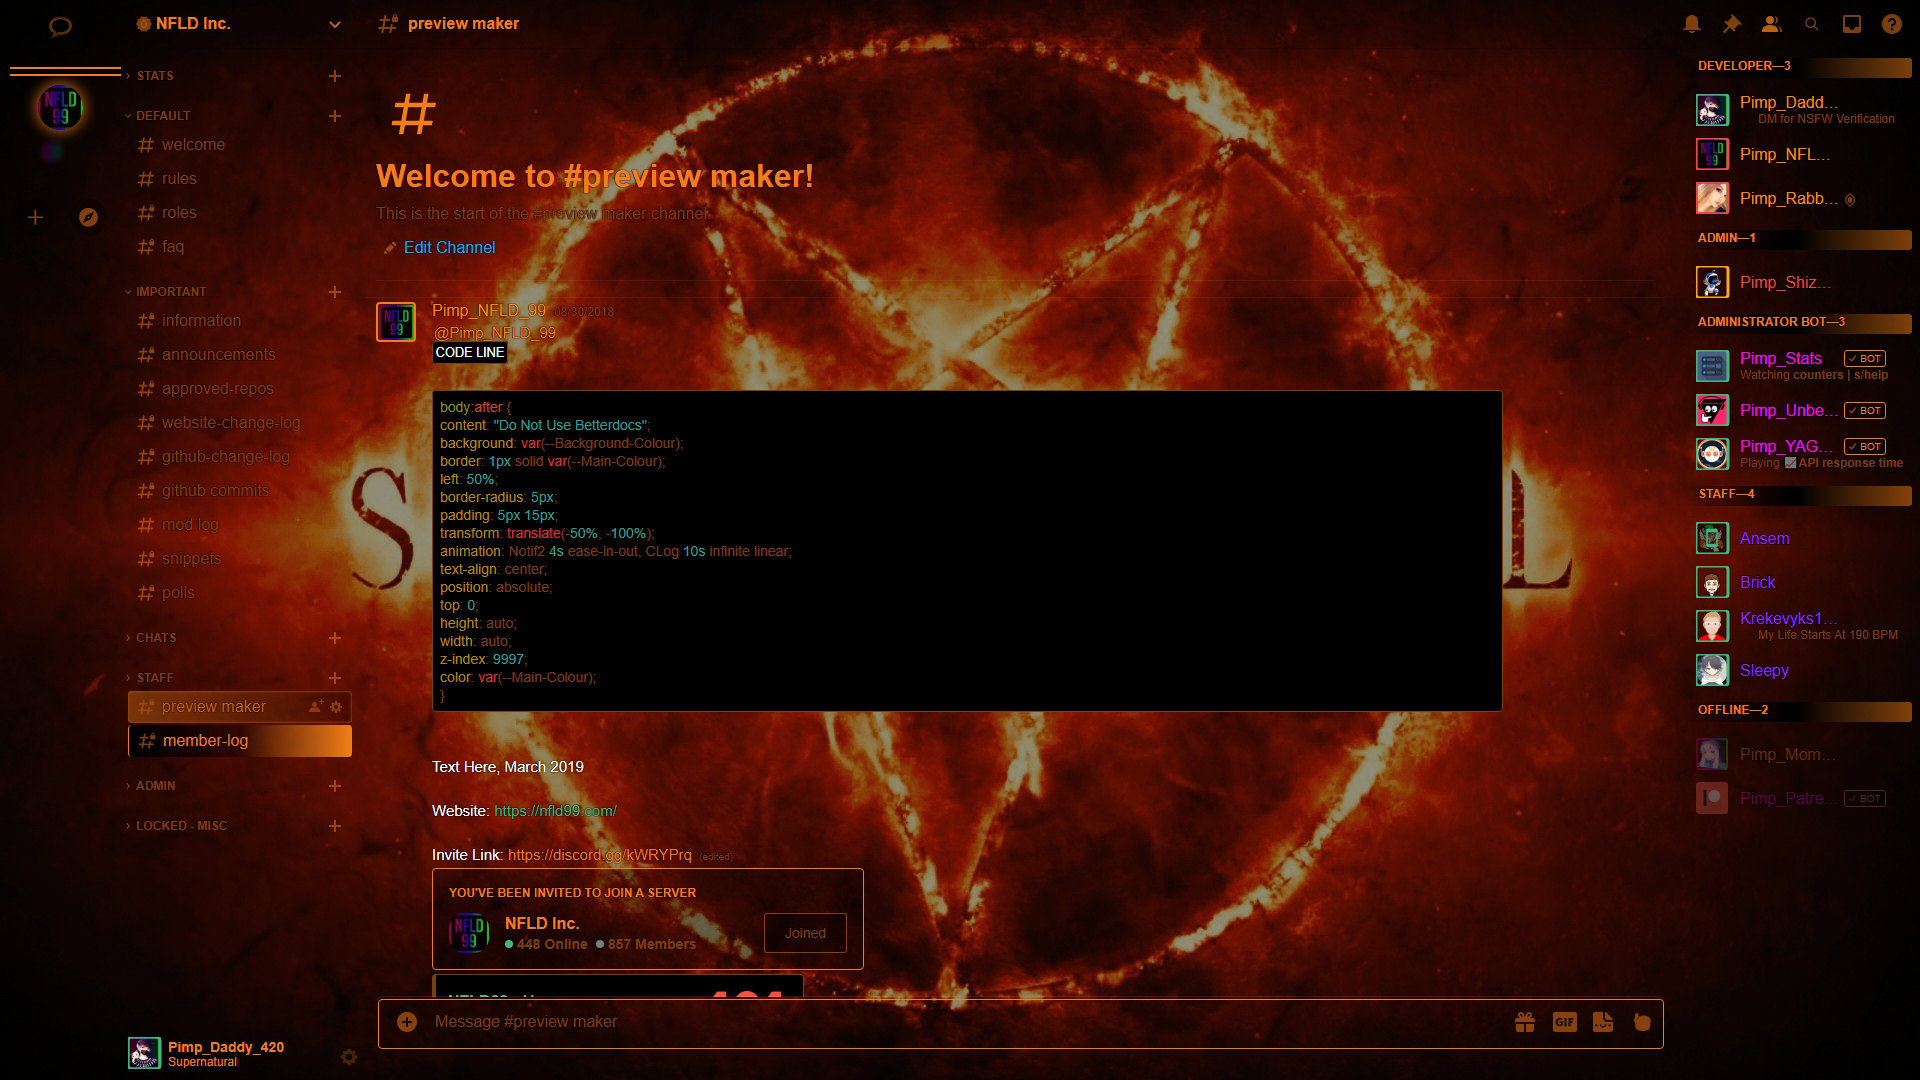 NFLD Inc.
# preview maker
NFLD
99
STATS
DEFAULT
welcome
rules
roles
faq
IMPORTANT
information
announcements
approved-repos
website-change-log
github-change-log
github commits
mod log
snippets
polls
CHATS
STAFF
preview maker
member-log
ADMIN
LOCKED - MISC
Pimp_Daddy_420
Supernatural
#
Welcome to #preview maker!
This is the start of the #preview maker channel.
Edit Channel
NFLD
99
Pimp_NFLD_99 08/30/2018
@Pimp_NFLD_99
CODE LINE
body:after {
content: "Do Not Use Betterdocs";
background: var(--Background-Colour);
border: 1px solid var(--Main-Colour);
left: 50%;
border-radius: 5px;
padding: 5px 15px;
transform: translate(-50%, -100%);
animation: Notif2 4s ease-in-out, CLog 10s infinite linear;
text-align: center;
position: absolute;
top: 0;
height: auto;
width: auto;
z-index: 9997;
color: var(--Main-Colour);
}
S
L
Text Here, March 2019
Website: https://nfld99.com/
Invite Link: https://discord.gg/kWRYPrq (edited)
YOU'VE BEEN INVITED TO JOIN A SERVER
NFLD
99
NFLD Inc.
448 Online 857 Members
Joined
Message #preview maker
GIF
DEVELOPER—3
Pimp_Dadd...
DM for NSFW Verification
NFLD
99
Pimp_NFL...
Pimp_Rabb...
ADMIN—1
Pimp_Shiz...
ADMINISTRATOR BOT—3
Pimp_Stats BOT
Watching counters | s/help
Pimp_Unbe... BOT
Pimp_YAG... BOT
Playing API response time
STAFF—4
Ansem
Brick
Krekevyks1...
My Life Starts At 190 BPM
Sleepy
OFFLINE—2
Pimp_Mom...
Pimp_Patre... BOT